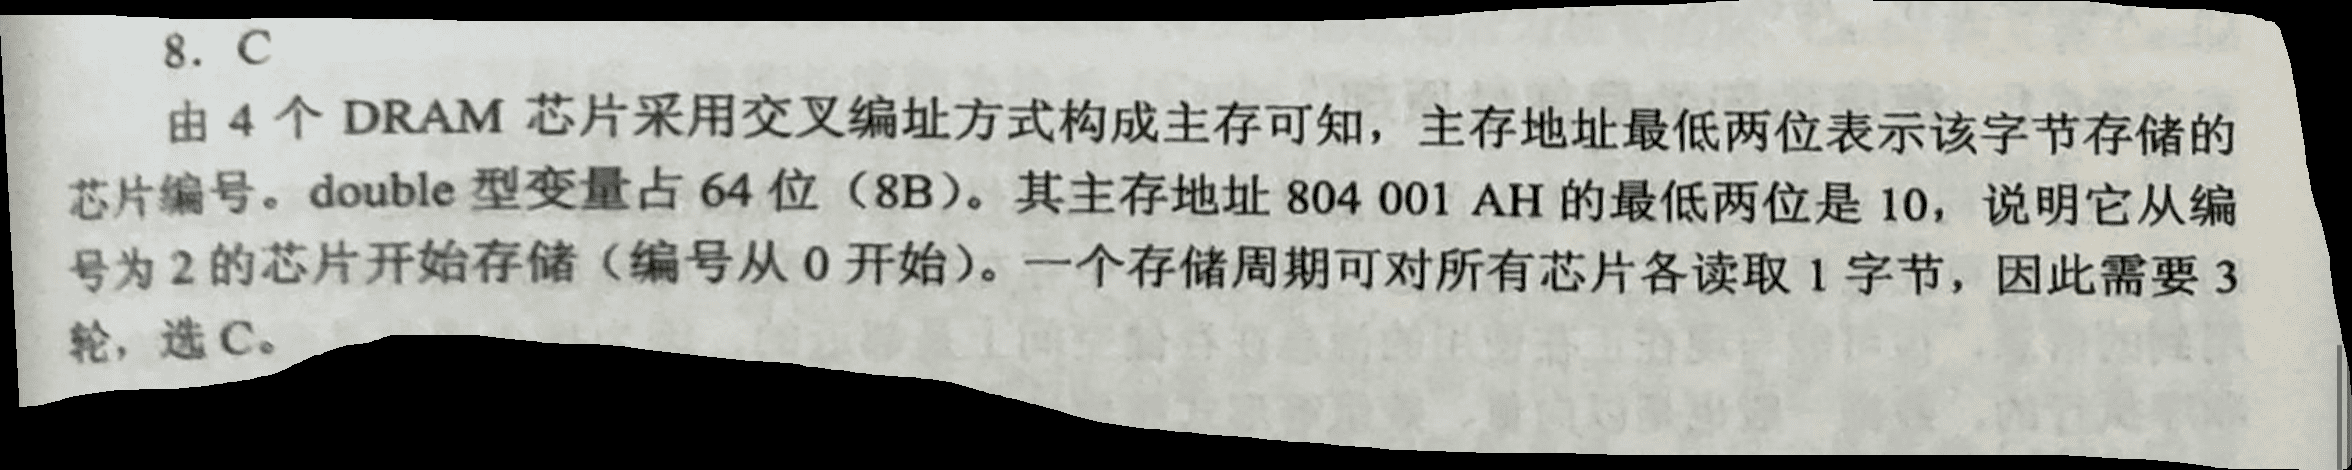 8. C
由 4 个 DRAM 芯片采用交叉编址方式构成主存可知，主存地址最低两位表示该字节存储的
芯片编号。double 型变量占 64 位（8B）。其主存地址 804 001 AH 的最低两位是 10，说明它从编
号为 2 的芯片开始存储（编号从 0 开始）。一个存储周期可对所有芯片各读取 1 字节，因此需要 3
轮，选 C。